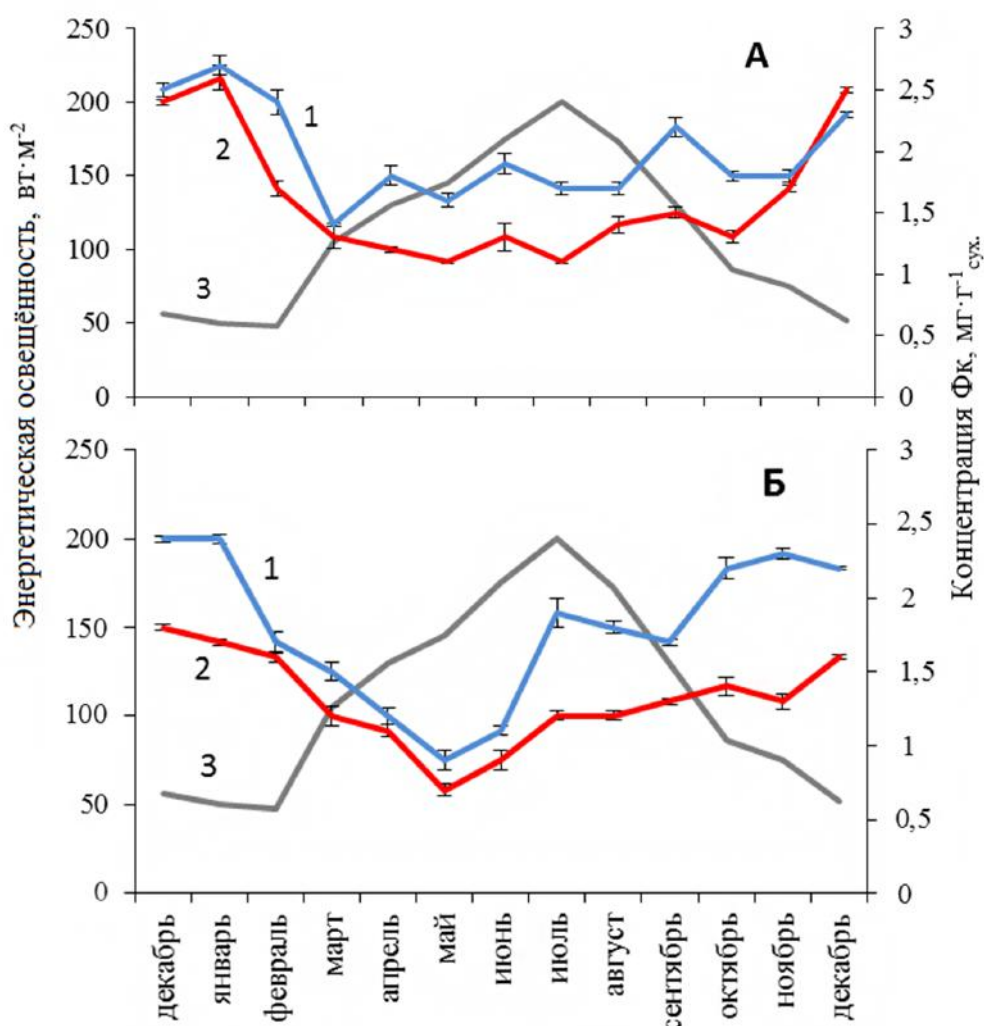 Энергетическая освещённость, вт·м⁻²
Концентрация Фк, мг·г⁻¹сух.
250
200
150
100
50
0
А
1
2
3
3
2,5
2
1,5
1
0,5
0
250
200
150
100
50
0
Б
1
2
3
3
2,5
2
1,5
1
0,5
0
декабрь
январь
февраль
март
апрель
май
июнь
июль
август
сентябрь
октябрь
ноябрь
декабрь